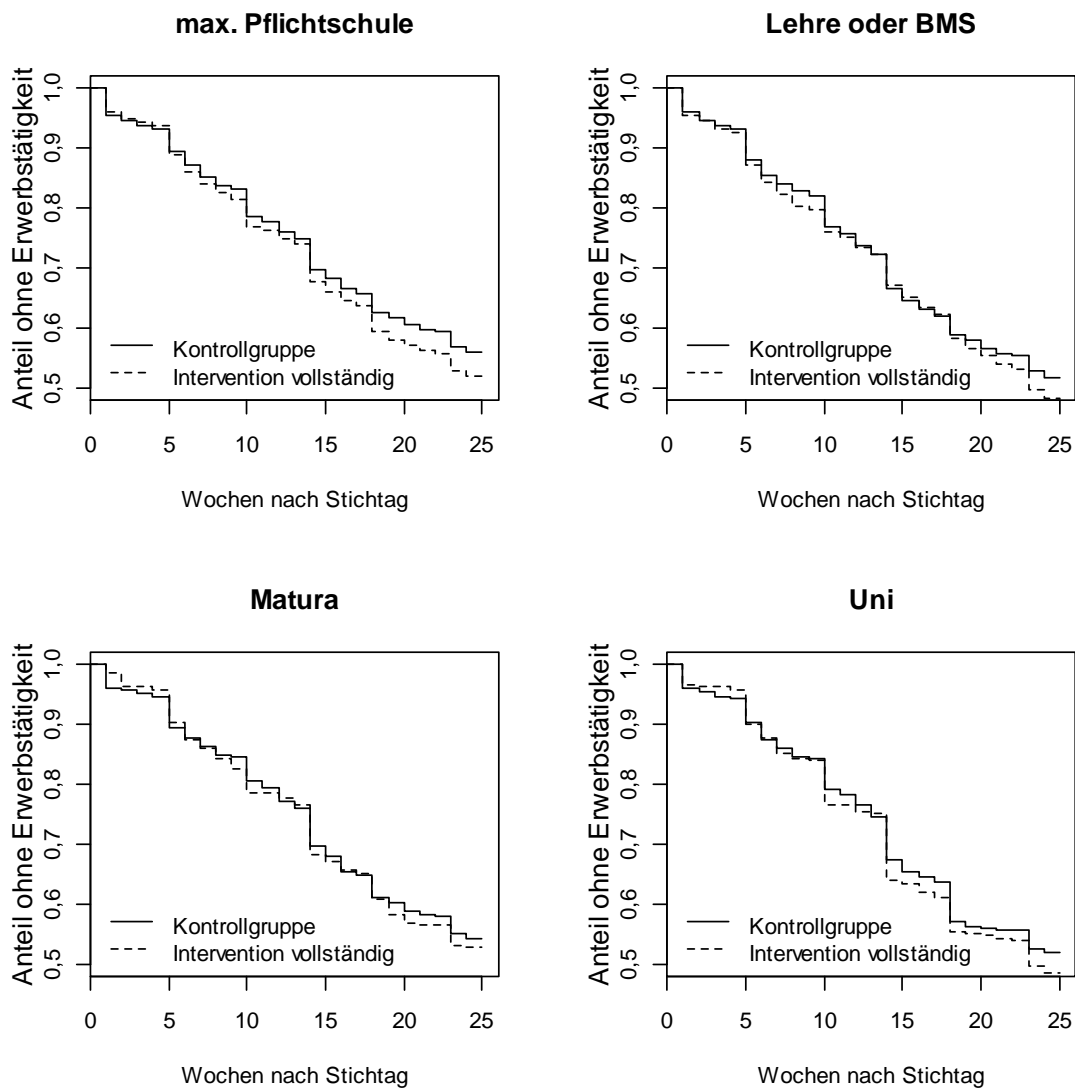 max. Pflichtschule
Anteil ohne Erwerbstätigkeit
1,0
0,9
0,8
0,7
0,6
0,5
Kontrollgruppe
Intervention vollständig
0 5 10 15 20 25
Wochen nach Stichtag
Lehre oder BMS
Anteil ohne Erwerbstätigkeit
1,0
0,9
0,8
0,7
0,6
0,5
Kontrollgruppe
Intervention vollständig
0 5 10 15 20 25
Wochen nach Stichtag
Matura
Anteil ohne Erwerbstätigkeit
1,0
0,9
0,8
0,7
0,6
0,5
Kontrollgruppe
Intervention vollständig
0 5 10 15 20 25
Wochen nach Stichtag
Uni
Anteil ohne Erwerbstätigkeit
1,0
0,9
0,8
0,7
0,6
0,5
Kontrollgruppe
Intervention vollständig
0 5 10 15 20 25
Wochen nach Stichtag